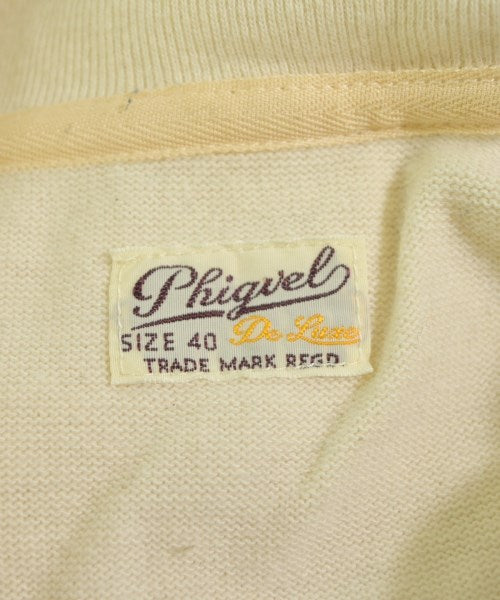 Phigvel
SIZE 40 De Luxe
TRADE MARK REGD